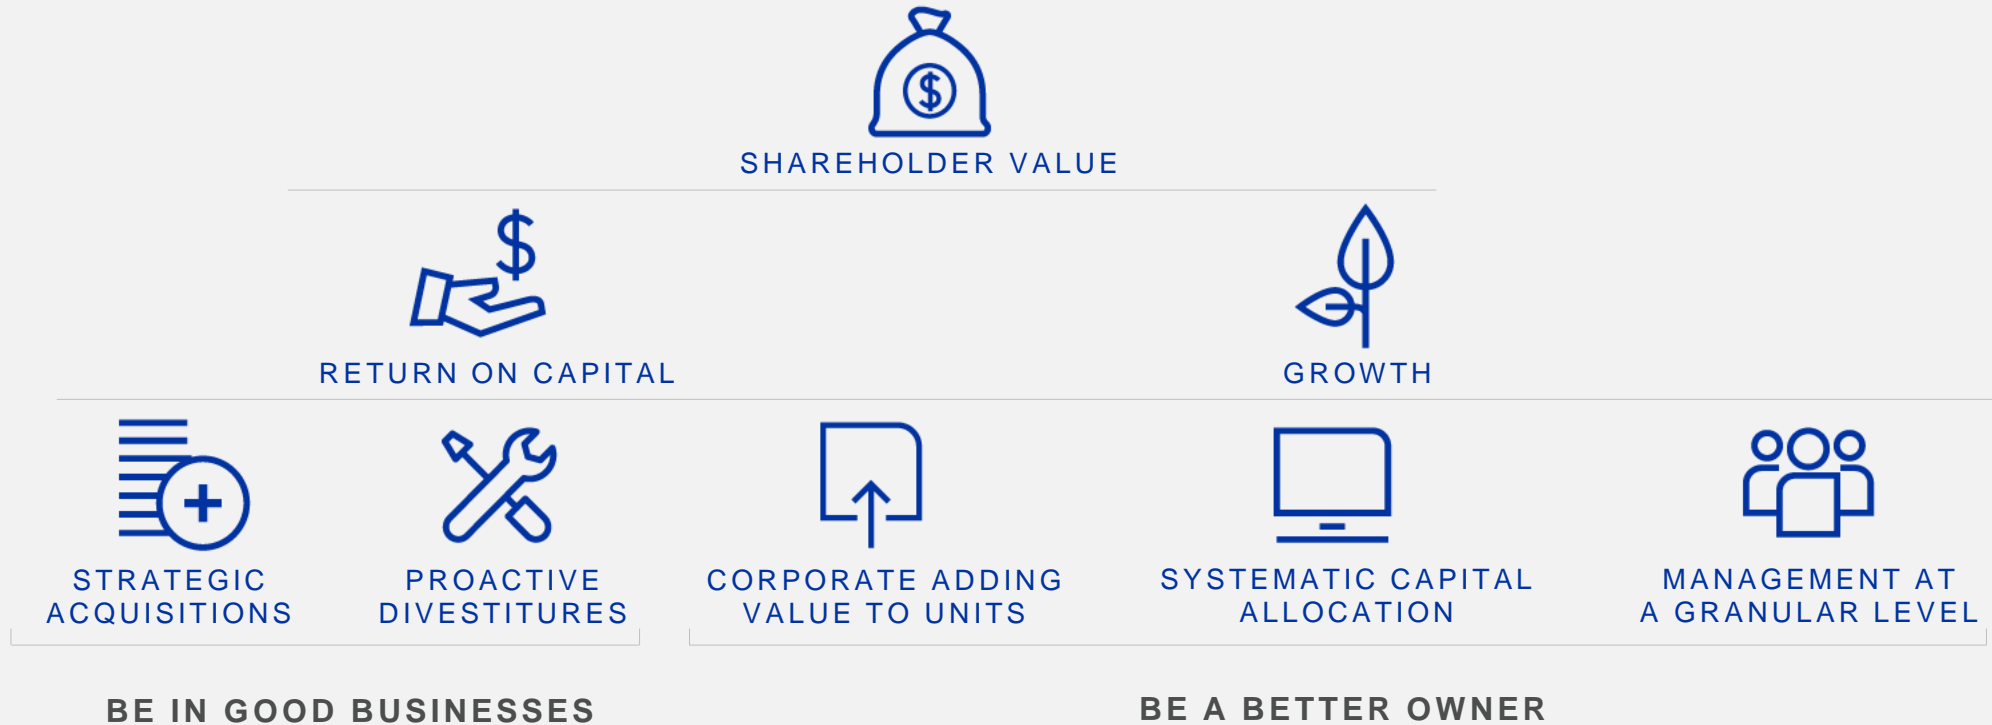 SHAREHOLDER VALUE
RETURN ON CAPITAL
GROWTH
STRATEGIC
ACQUISITIONS
PROACTIVE
DIVESTITURES
CORPORATE ADDING
VALUE TO UNITS
SYSTEMATIC CAPITAL
ALLOCATION
MANAGEMENT AT
A GRANULAR LEVEL
BE IN GOOD BUSINESSES
BE A BETTER OWNER